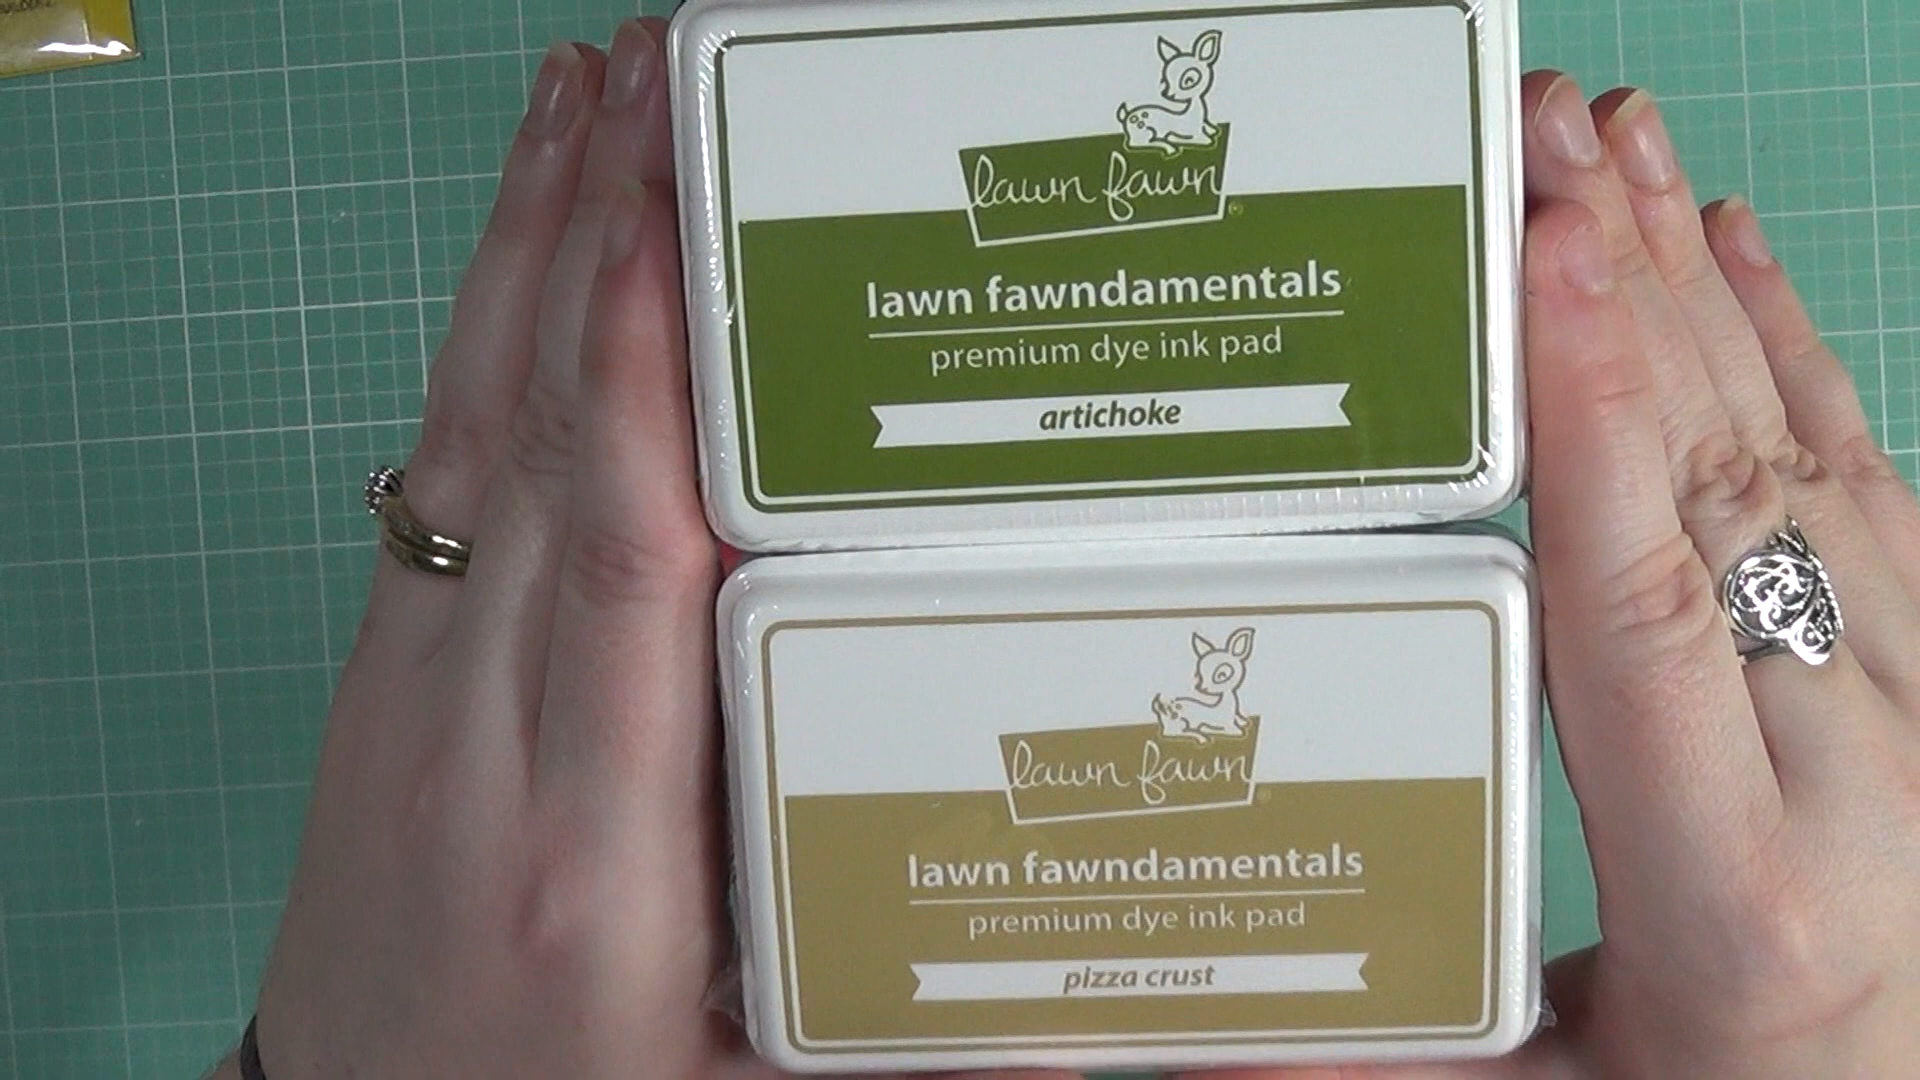 lawn fawn
lawn fawndamentals
premium dye ink pad
artichoke
lawn fawn
lawn fawndamentals
premium dye ink pad
pizza crust